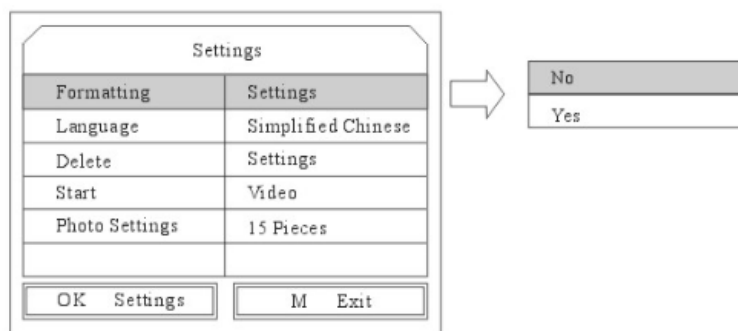 Settings
Formatting Settings
Language Simplified Chinese
Delete Settings
Start Video
Photo Settings 15 Pieces
OK Settings M Exit
No
Yes